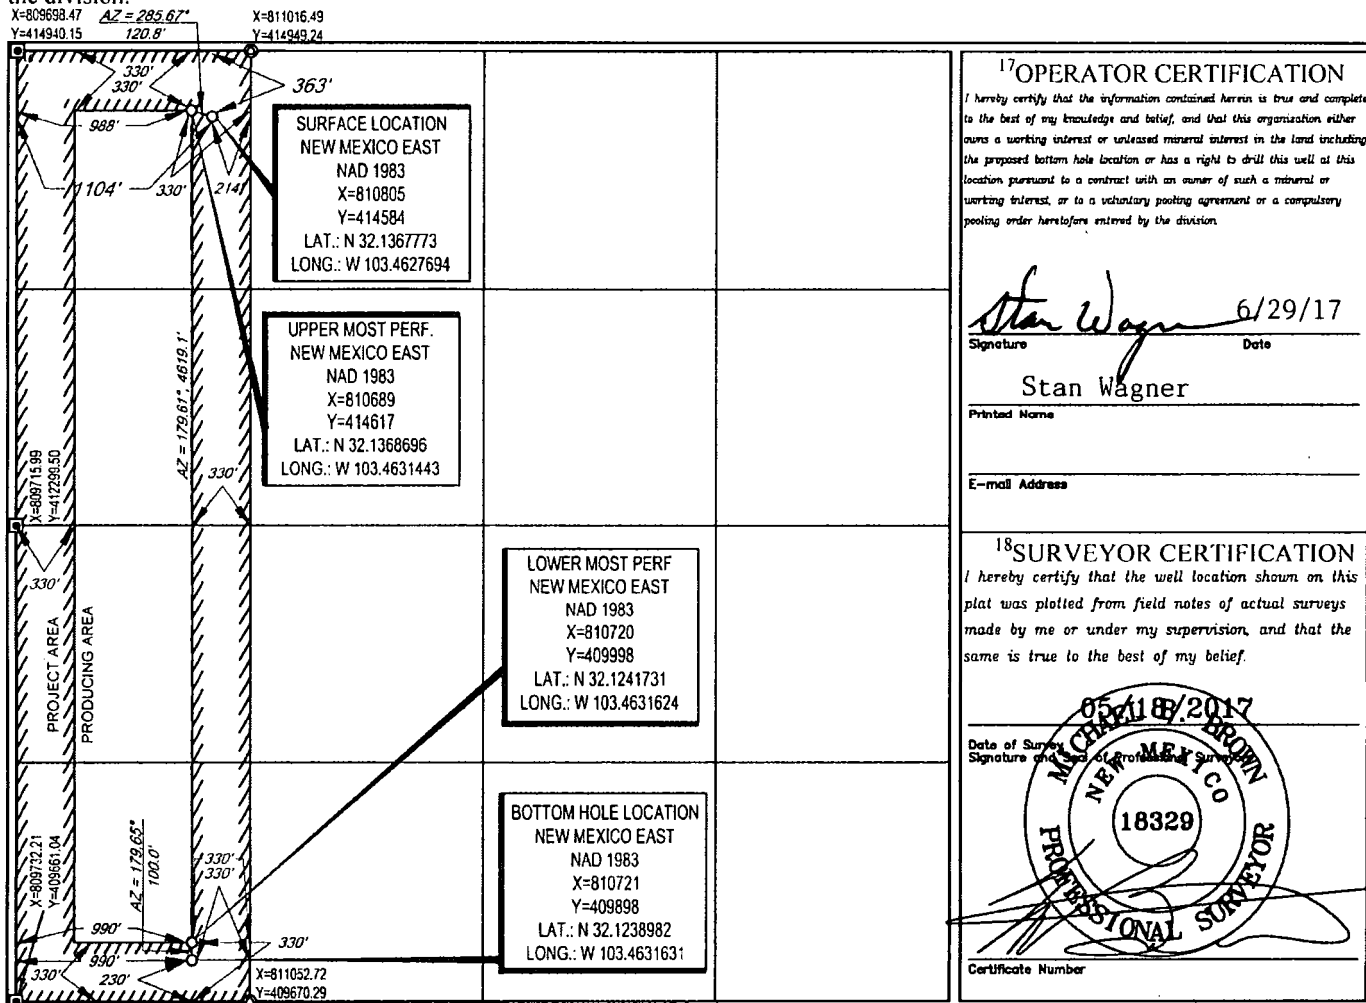 the division.
X=809698.47
Y=414940.15
AZ = 285.67°
120.8'
X=811016.49
Y=414949.24
330'
330'
363'
988'
1104'
330'
214'
SURFACE LOCATION
NEW MEXICO EAST
NAD 1983
X=810805
Y=414584
LAT.: N 32.1367773
LONG.: W 103.4627694
UPPER MOST PERF.
NEW MEXICO EAST
NAD 1983
X=810689
Y=414617
LAT.: N 32.1368696
LONG.: W 103.4631443
AZ = 179.61°, 4619.1'
330'
X=809715.99
Y=412299.50
330'
PROJECT AREA
PRODUCING AREA
LOWER MOST PERF
NEW MEXICO EAST
NAD 1983
X=810720
Y=409998
LAT.: N 32.1241731
LONG.: W 103.4631624
BOTTOM HOLE LOCATION
NEW MEXICO EAST
NAD 1983
X=810721
Y=409898
LAT.: N 32.1238982
LONG.: W 103.4631631
X=809732.21
Y=409661.04
AZ = 179.65°
100.0'
330'
330'
990'
990'
330'
330'
230'
X=811052.72
Y=409670.29
17 OPERATOR CERTIFICATION
I hereby certify that the information contained herein is true and complete
to the best of my knowledge and belief, and that this organization either
owns a working interest or unleased mineral interest in the land including
the proposed bottom hole location or has a right to drill this well at this
location pursuant to a contract with an owner of such a mineral or
working interest, or to a voluntary pooling agreement or a compulsory
pooling order heretofore entered by the division.
Stan Wagner 6/29/17
Signature Date
Stan Wagner
Printed Name
E-mail Address
18 SURVEYOR CERTIFICATION
I hereby certify that the well location shown on this
plat was plotted from field notes of actual surveys
made by me or under my supervision, and that the
same is true to the best of my belief.
05/18/2017
Date of Survey
Signature and Seal of Professional Surveyor
MICHAEL B. BROWN
NEW MEXICO
18329
PROFESSIONAL SURVEYOR
Certificate Number